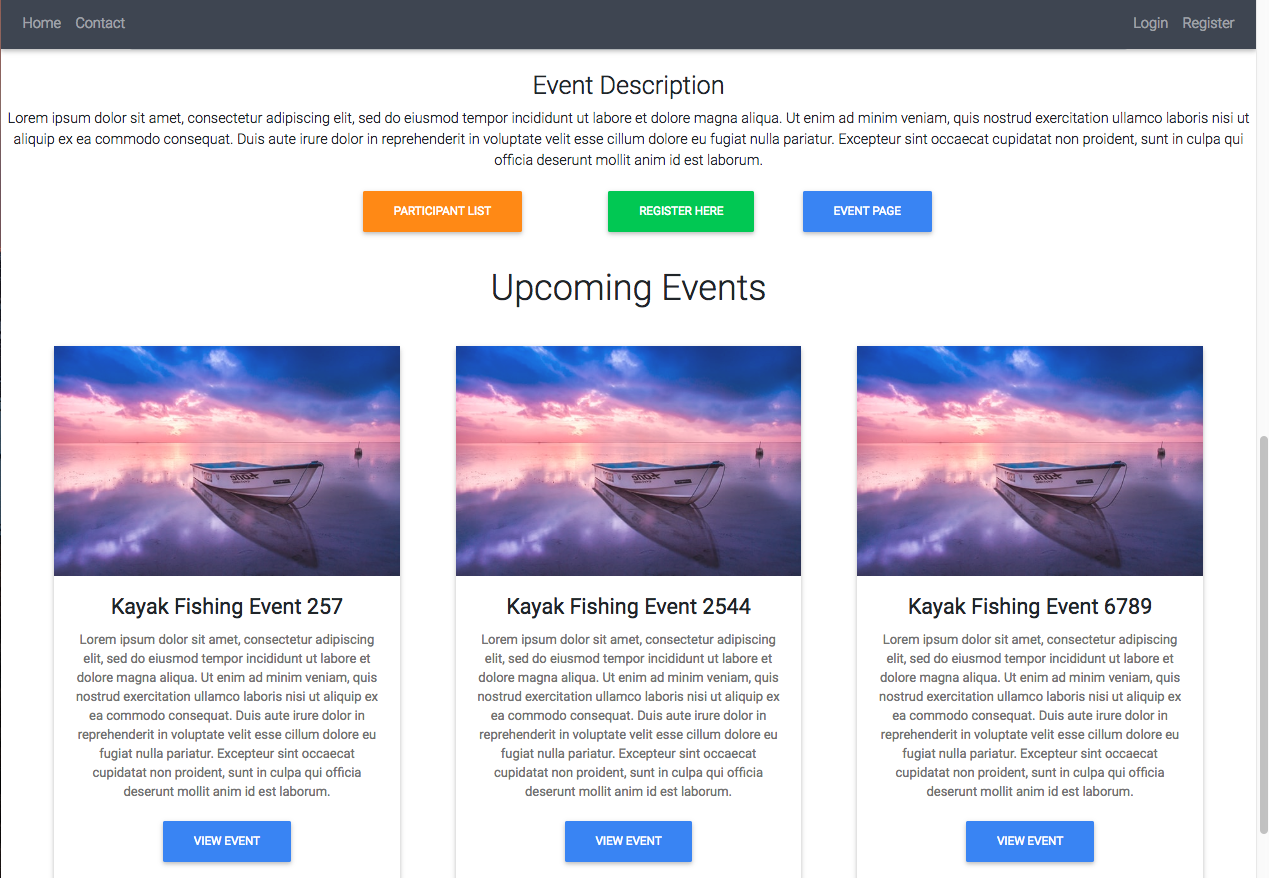 Home Contact Login Register
Event Description
Lorem ipsum dolor sit amet, consectetur adipiscing elit, sed do eiusmod tempor incididunt ut labore et dolore magna aliqua. Ut enim ad minim veniam, quis nostrud exercitation ullamco laboris nisi ut
aliquip ex ea commodo consequat. Duis aute irure dolor in reprehenderit in voluptate velit esse cillum dolore eu fugiat nulla pariatur. Excepteur sint occaecat cupidatat non proident, sunt in culpa qui
officia deserunt mollit anim id est laborum.
PARTICIPANT LIST REGISTER HERE EVENT PAGE
Upcoming Events
Kayak Fishing Event 257
Lorem ipsum dolor sit amet, consectetur adipiscing
elit, sed do eiusmod tempor incididunt ut labore et
dolore magna aliqua. Ut enim ad minim veniam, quis
nostrud exercitation ullamco laboris nisi ut aliquip ex
ea commodo consequat. Duis aute irure dolor in
reprehenderit in voluptate velit esse cillum dolore eu
fugiat nulla pariatur. Excepteur sint occaecat
cupidatat non proident, sunt in culpa qui officia
deserunt mollit anim id est laborum.
VIEW EVENT
Kayak Fishing Event 2544
Lorem ipsum dolor sit amet, consectetur adipiscing
elit, sed do eiusmod tempor incididunt ut labore et
dolore magna aliqua. Ut enim ad minim veniam, quis
nostrud exercitation ullamco laboris nisi ut aliquip ex
ea commodo consequat. Duis aute irure dolor in
reprehenderit in voluptate velit esse cillum dolore eu
fugiat nulla pariatur. Excepteur sint occaecat
cupidatat non proident, sunt in culpa qui officia
deserunt mollit anim id est laborum.
VIEW EVENT
Kayak Fishing Event 6789
Lorem ipsum dolor sit amet, consectetur adipiscing
elit, sed do eiusmod tempor incididunt ut labore et
dolore magna aliqua. Ut enim ad minim veniam, quis
nostrud exercitation ullamco laboris nisi ut aliquip ex
ea commodo consequat. Duis aute irure dolor in
reprehenderit in voluptate velit esse cillum dolore eu
fugiat nulla pariatur. Excepteur sint occaecat
cupidatat non proident, sunt in culpa qui officia
deserunt mollit anim id est laborum.
VIEW EVENT